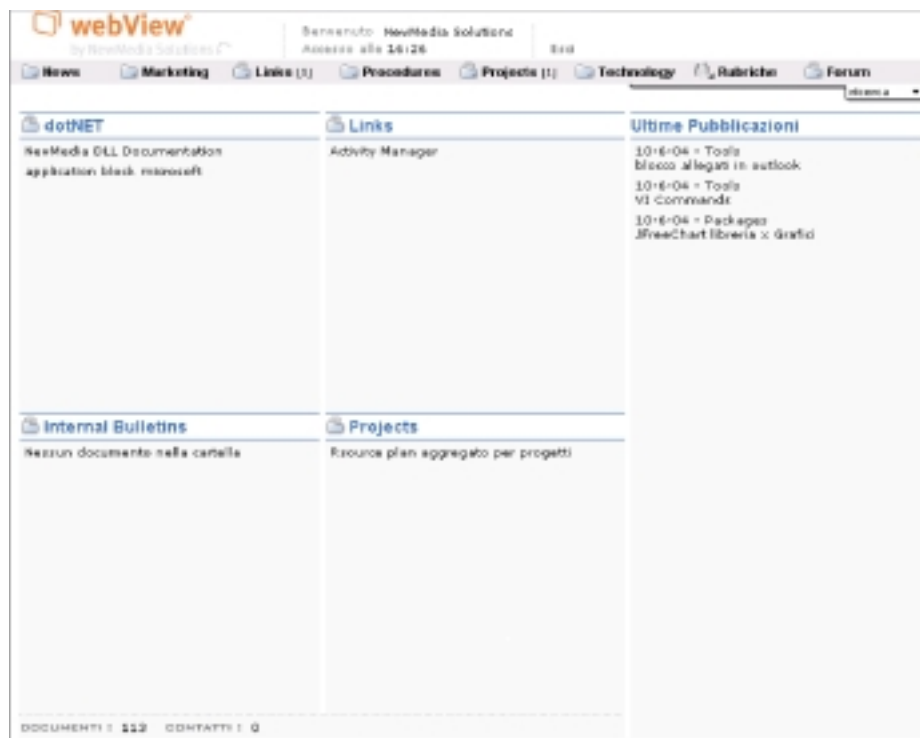 webView®
by NewMedia Solutions
Benvenuto NewMedia Solutions
Accesso alle 16:26
Esci
News Marketing Links (1) Procedures Projects (1) Technology Rubriche Forum
ricerca
dotNET
NewMedia DLL Documentation
application block microsoft
Links
Activity Manager
Ultime Pubblicazioni
10-6-04 - Tools
blocco allegati in outlook
10-6-04 - Tools
VI Commands
10-6-04 - Packages
JFreeChart libreria x Grafici
Internal Bulletins
Nessun documento nella cartella
Projects
Rsource plan aggregato per progetti
DOCUMENTI : 113 CONTATTI : 0